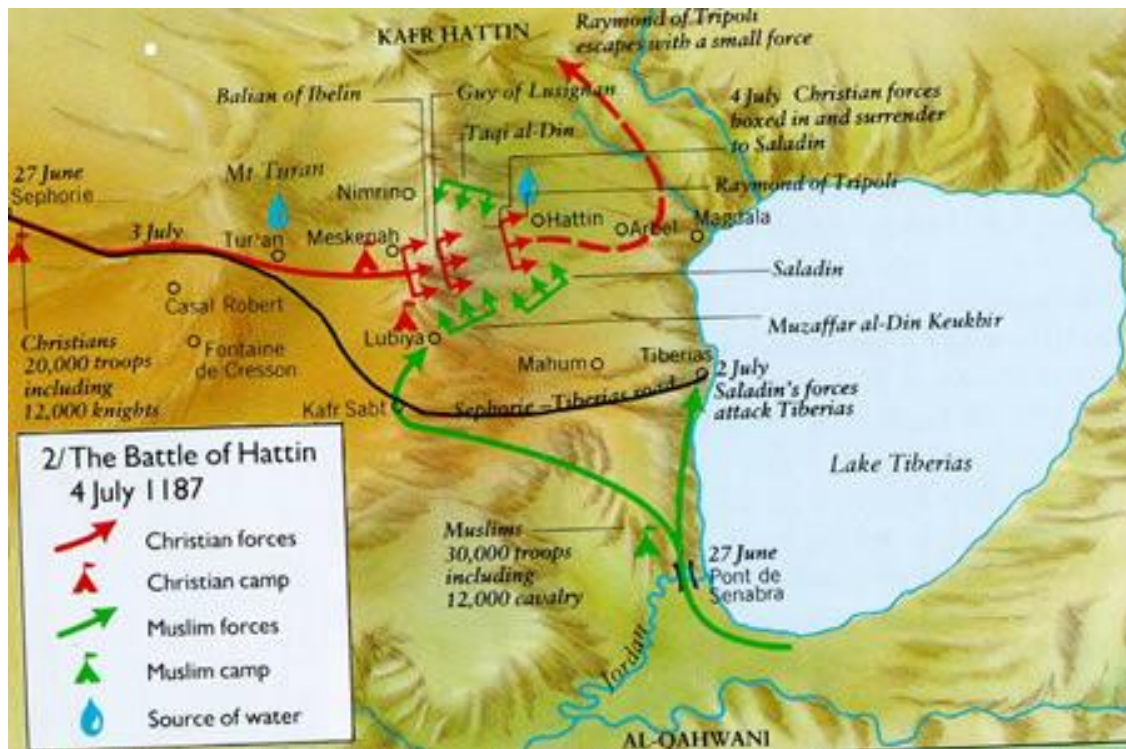 KAFR HATTIN
Raymond of Tripoli
escapes with a small force
Balian of Ibelin
Guy of Lusignan
Taqi al-Din
4 July Christian forces
boxed in and surrender
to Saladin
27 June
Sephorie
Mt Turan
Nimrin
Raymond of Tripoli
Hattin
Arbel
Magdala
3 July
Tur'an
Meskenah
Saladin
Casal Robert
Muzaffar al-Din Keukbir
Lubiya
Christians
20,000 troops
including
12,000 knights
Fontaine
de Cresson
Mahum
Tiberias
2 July
Saladin's forces
attack Tiberias
Kafr Sabt
Sephorie – Tiberias road
Lake Tiberias
2/ The Battle of Hattin
4 July 1187
Christian forces
Christian camp
Muslim forces
Muslim camp
Source of water
Muslims
30,000 troops
including
12,000 cavalry
27 June
Pont de
Senabra
Jordan
AL-QAHWANI